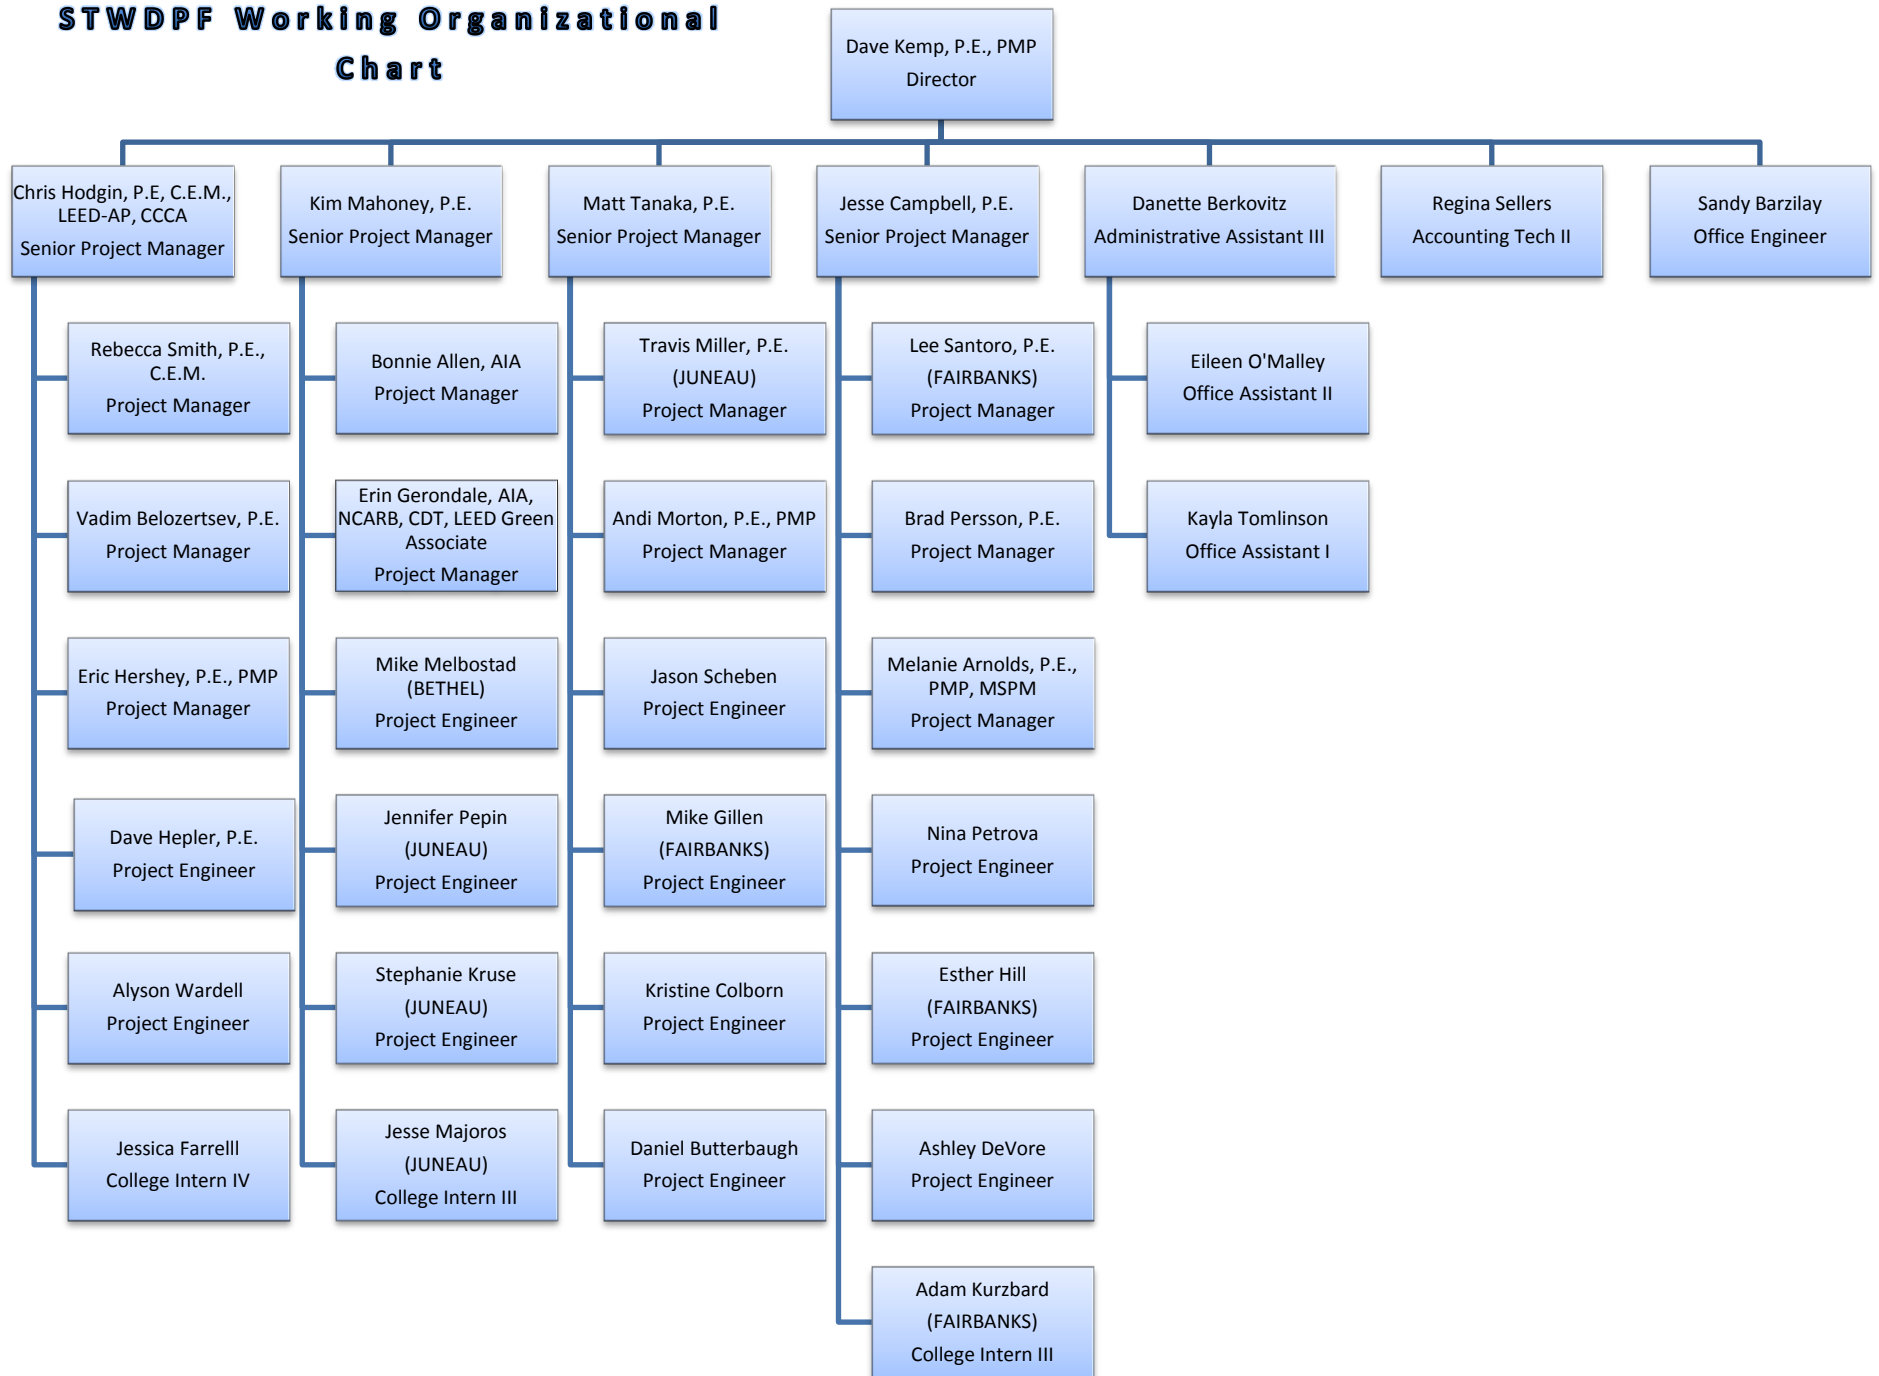 STWDPF Working Organizational
Chart
Dave Kemp, P.E., PMP
Director
Chris Hodgin, P.E, C.E.M.,
LEED-AP, CCCA
Senior Project Manager
Kim Mahoney, P.E.
Senior Project Manager
Matt Tanaka, P.E.
Senior Project Manager
Jesse Campbell, P.E.
Senior Project Manager
Danette Berkovitz
Administrative Assistant III
Regina Sellers
Accounting Tech II
Sandy Barzilay
Office Engineer
Rebecca Smith, P.E.,
C.E.M.
Project Manager
Vadim Belozertsev, P.E.
Project Manager
Eric Hershey, P.E., PMP
Project Manager
Dave Hepler, P.E.
Project Engineer
Alyson Wardell
Project Engineer
Jessica Farrelll
College Intern IV
Bonnie Allen, AIA
Project Manager
Erin Gerondale, AIA,
NCARB, CDT, LEED Green
Associate
Project Manager
Mike Melbostad
(BETHEL)
Project Engineer
Jennifer Pepin
(JUNEAU)
Project Engineer
Stephanie Kruse
(JUNEAU)
Project Engineer
Jesse Majoros
(JUNEAU)
College Intern III
Travis Miller, P.E.
(JUNEAU)
Project Manager
Andi Morton, P.E., PMP
Project Manager
Jason Scheben
Project Engineer
Mike Gillen
(FAIRBANKS)
Project Engineer
Kristine Colborn
Project Engineer
Daniel Butterbaugh
Project Engineer
Lee Santoro, P.E.
(FAIRBANKS)
Project Manager
Brad Persson, P.E.
Project Manager
Melanie Arnolds, P.E.,
PMP, MSPM
Project Manager
Nina Petrova
Project Engineer
Esther Hill
(FAIRBANKS)
Project Engineer
Ashley DeVore
Project Engineer
Adam Kurzbard
(FAIRBANKS)
College Intern III
Eileen O'Malley
Office Assistant II
Kayla Tomlinson
Office Assistant I